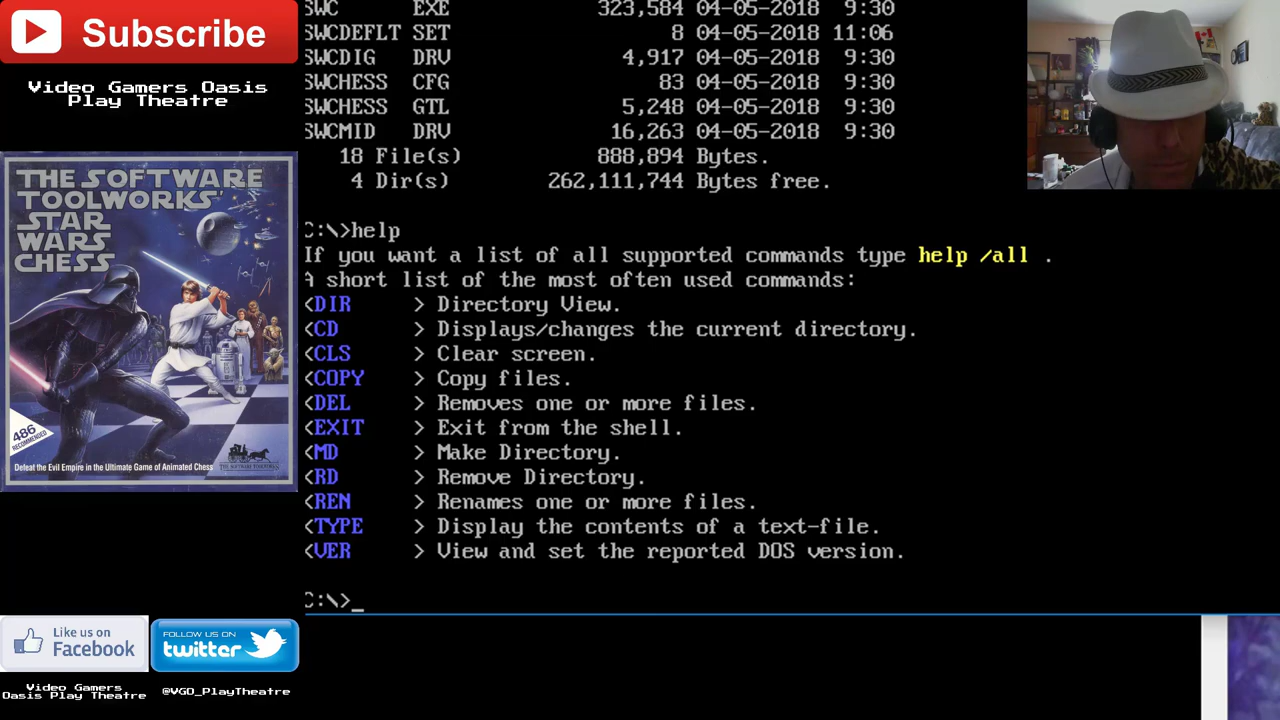 Subscribe
Video Gamers Oasis
Play Theatre
THE SOFTWARE
TOOLWORKS'
STAR
WARS
CHESS
486
RECOMMENDED
Defeat the Evil Empire in the Ultimate Game of Animated Chess
THE SOFTWARE TOOLWORKS
Like us on
Facebook
FOLLOW US ON
twitter
Video Gamers
Oasis Play Theatre
@VGO_PlayTheatre
SWC EXE 323,584 04-05-2018 9:30
SWCDEFLT SET 8 04-05-2018 11:06
SWCDIG DRV 4,917 04-05-2018 9:30
SWCHESS CFG 83 04-05-2018 9:30
SWCHESS GTL 5,248 04-05-2018 9:30
SWCMID DRV 16,263 04-05-2018 9:30
18 File(s) 888,894 Bytes.
4 Dir(s) 262,111,744 Bytes free.
C:\>help
If you want a list of all supported commands type help /all .
A short list of the most often used commands:
<DIR > Directory View.
<CD > Displays/changes the current directory.
<CLS > Clear screen.
<COPY > Copy files.
<DEL > Removes one or more files.
<EXIT > Exit from the shell.
<MD > Make Directory.
<RD > Remove Directory.
<REN > Renames one or more files.
<TYPE > Display the contents of a text-file.
<VER > View and set the reported DOS version.
C:\>_